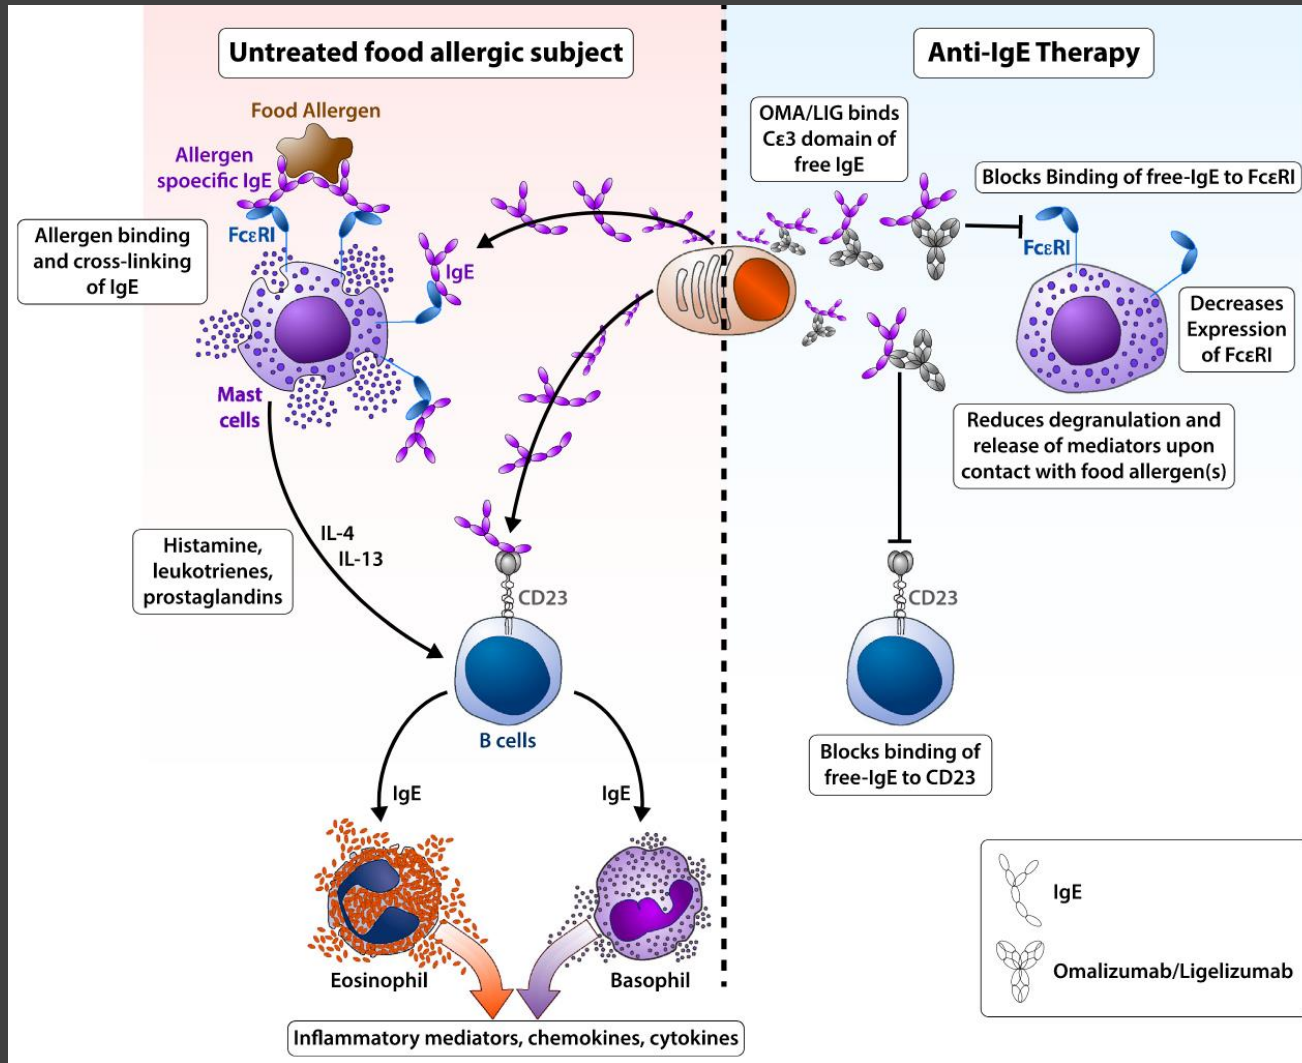 Untreated food allergic subject
Food Allergen
Allergen
spoecific IgE
FcεRI
Allergen binding
and cross-linking
of IgE
IgE
Mast
cells
IL-4
IL-13
Histamine,
leukotrienes,
prostaglandins
CD23
B cells
IgE
IgE
Eosinophil
Basophil
Inflammatory mediators, chemokines, cytokines
Anti-IgE Therapy
OMA/LIG binds
Cε3 domain of
free IgE
Blocks Binding of free-IgE to FcεRI
FcεRI
Decreases
Expression
of FcεRI
Reduces degranulation and
release of mediators upon
contact with food allergen(s)
CD23
Blocks binding of
free-IgE to CD23
IgE
Omalizumab/Ligelizumab